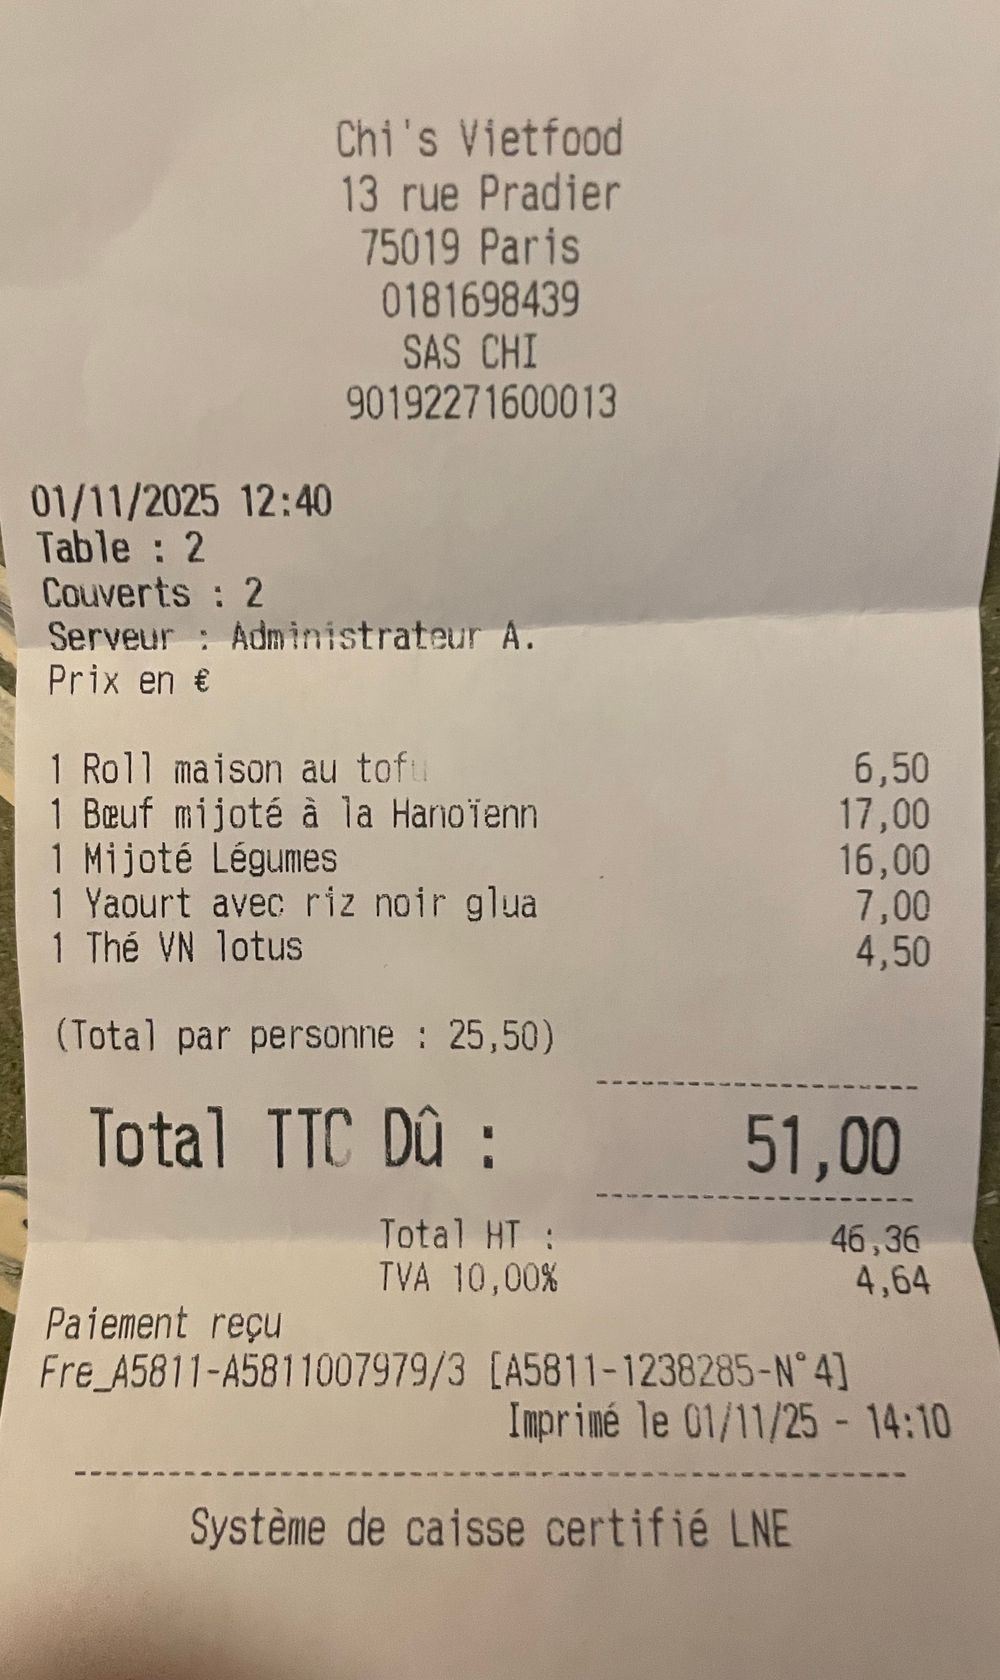 Chi's Vietfood
13 rue Pradier
75019 Paris
0181698439
SAS CHI
90192271600013
01/11/2025 12:40
Table : 2
Couverts : 2
Serveur : Administrateur A.
Prix en €
1 Roll maison au tofu 6,50
1 Bœuf mijoté à la Hanoïenn 17,00
1 Mijoté Légumes 16,00
1 Yaourt avec riz noir glua 7,00
1 Thé VN lotus 4,50
(Total par personne : 25,50)
Total TTC Dû : 51,00
Total HT : 46,36
TVA 10,00% 4,64
Paiement reçu
Fre_A5811-A5811007979/3 [A5811-1238285-N°4]
Imprimé le 01/11/25 - 14:10
Système de caisse certifié LNE